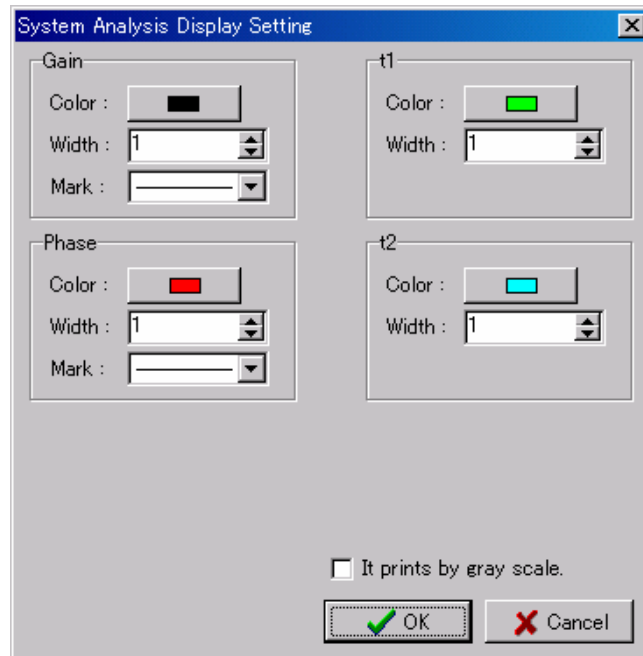 System Analysis Display Setting
Gain
Color :
Width : 1
Mark :
t1
Color :
Width : 1
Phase
Color :
Width : 1
Mark :
t2
Color :
Width : 1
It prints by gray scale.
OK
Cancel